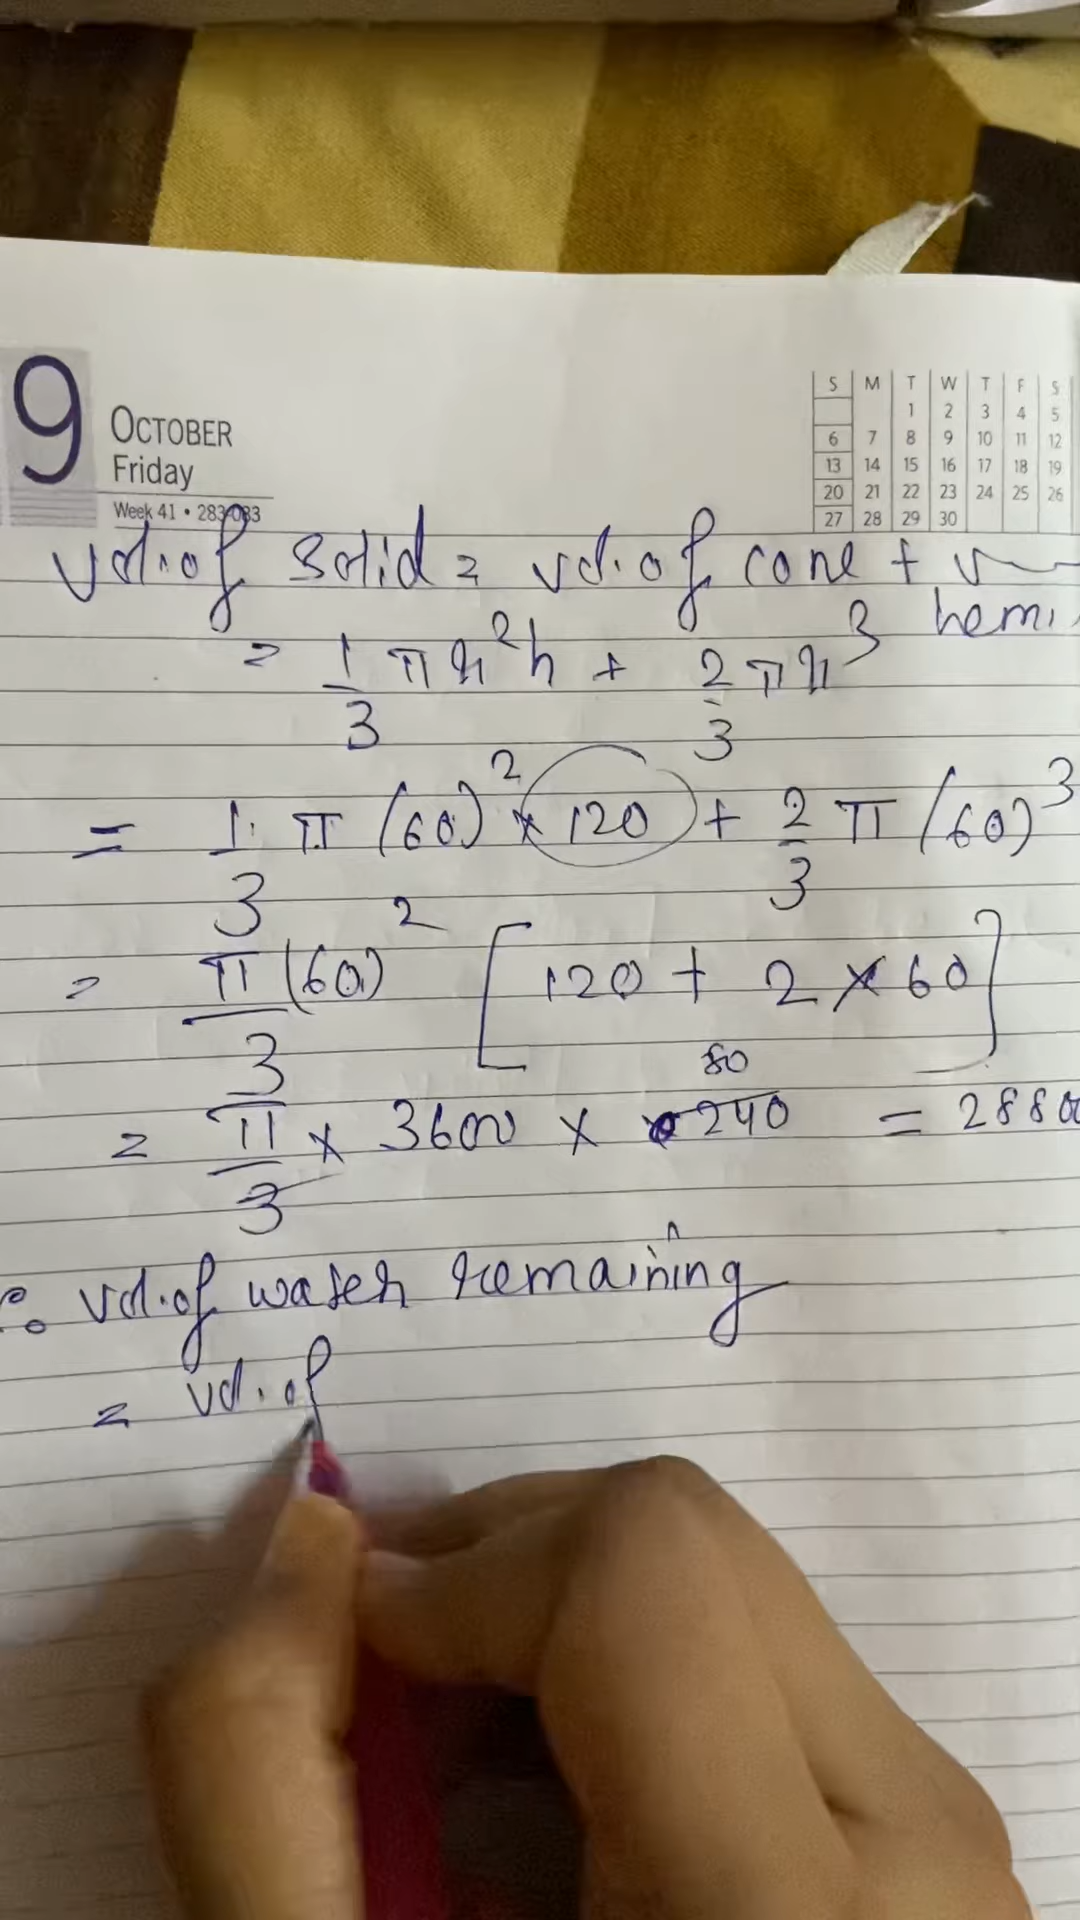 9 OCTOBER
Friday
Week 41 • 283-083
S M T W T F S
1 2 3 4 5
6 7 8 9 10 11 12
13 14 15 16 17 18 19
20 21 22 23 24 25 26
27 28 29 30
Vol. of Solid = vol. of cone +
hemi
= 1/3 πr²h + 2/3 πr³
= 1/3 π (60)² × 120 + 2/3 π (60)³
= π/3 (60)² [120 + 2 × 60]
80
= π/3 × 3600 × 240 = 2880
∴ Vol. of water remaining
= vol. of